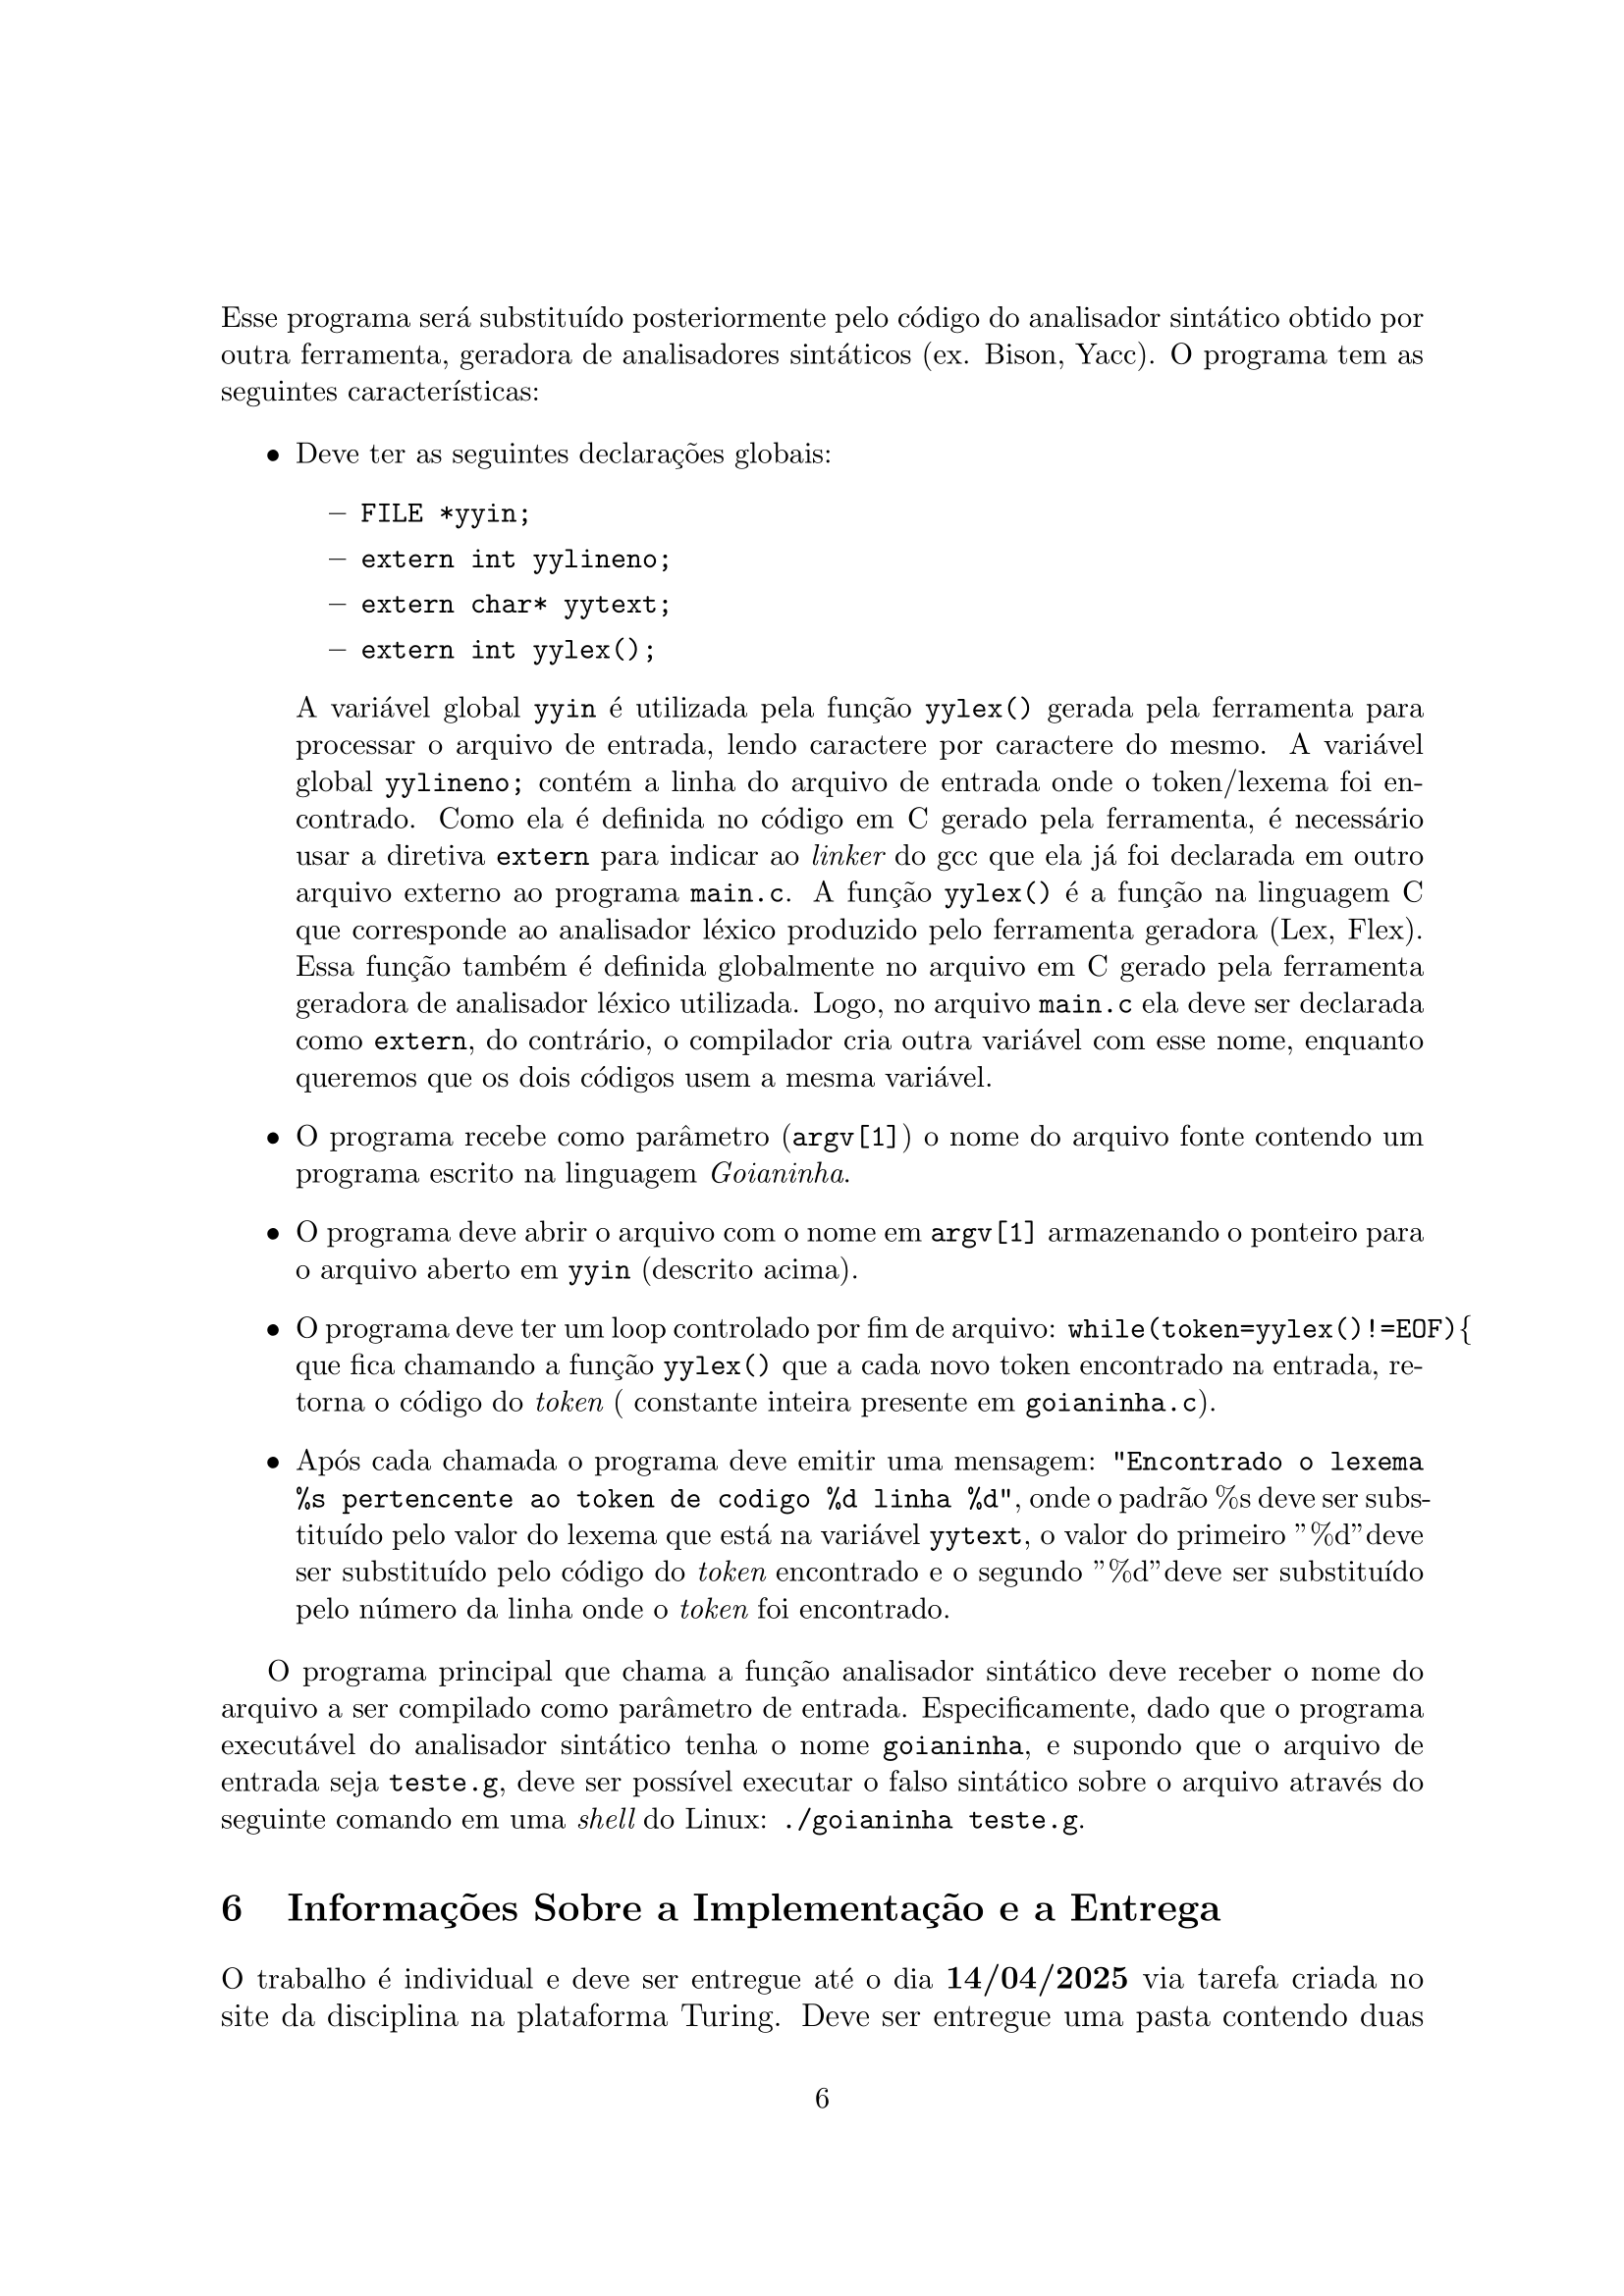 Esse programa será substituído posteriormente pelo código do analisador sintático obtido por
outra ferramenta, geradora de analisadores sintáticos (ex. Bison, Yacc). O programa tem as
seguintes características:
• Deve ter as seguintes declarações globais:
– FILE *yyin;
– extern int yylineno;
– extern char* yytext;
– extern int yylex();
A variável global yyin é utilizada pela função yylex() gerada pela ferramenta para
processar o arquivo de entrada, lendo caractere por caractere do mesmo. A variável
global yylineno; contém a linha do arquivo de entrada onde o token/lexema foi en-
contrado. Como ela é definida no código em C gerado pela ferramenta, é necessário
usar a diretiva extern para indicar ao linker do gcc que ela já foi declarada em outro
arquivo externo ao programa main.c. A função yylex() é a função na linguagem C
que corresponde ao analisador léxico produzido pelo ferramenta geradora (Lex, Flex).
Essa função também é definida globalmente no arquivo em C gerado pela ferramenta
geradora de analisador léxico utilizada. Logo, no arquivo main.c ela deve ser declarada
como extern, do contrário, o compilador cria outra variável com esse nome, enquanto
queremos que os dois códigos usem a mesma variável.
• O programa recebe como parâmetro (argv[1]) o nome do arquivo fonte contendo um
programa escrito na linguagem Goianinha.
• O programa deve abrir o arquivo com o nome em argv[1] armazenando o ponteiro para
o arquivo aberto em yyin (descrito acima).
• O programa deve ter um loop controlado por fim de arquivo: while(token=yylex()!=EOF){
que fica chamando a função yylex() que a cada novo token encontrado na entrada, re-
torna o código do token ( constante inteira presente em goianinha.c).
• Após cada chamada o programa deve emitir uma mensagem: "Encontrado o lexema
%s pertencente ao token de codigo %d linha %d", onde o padrão %s deve ser subs-
tituído pelo valor do lexema que está na variável yytext, o valor do primeiro ”%d”deve
ser substituído pelo código do token encontrado e o segundo ”%d”deve ser substituído
pelo número da linha onde o token foi encontrado.
O programa principal que chama a função analisador sintático deve receber o nome do
arquivo a ser compilado como parâmetro de entrada. Especificamente, dado que o programa
executável do analisador sintático tenha o nome goianinha, e supondo que o arquivo de
entrada seja teste.g, deve ser possível executar o falso sintático sobre o arquivo através do
seguinte comando em uma shell do Linux: ./goianinha teste.g.
6 Informações Sobre a Implementação e a Entrega
O trabalho é individual e deve ser entregue até o dia 14/04/2025 via tarefa criada no
site da disciplina na plataforma Turing. Deve ser entregue uma pasta contendo duas
6